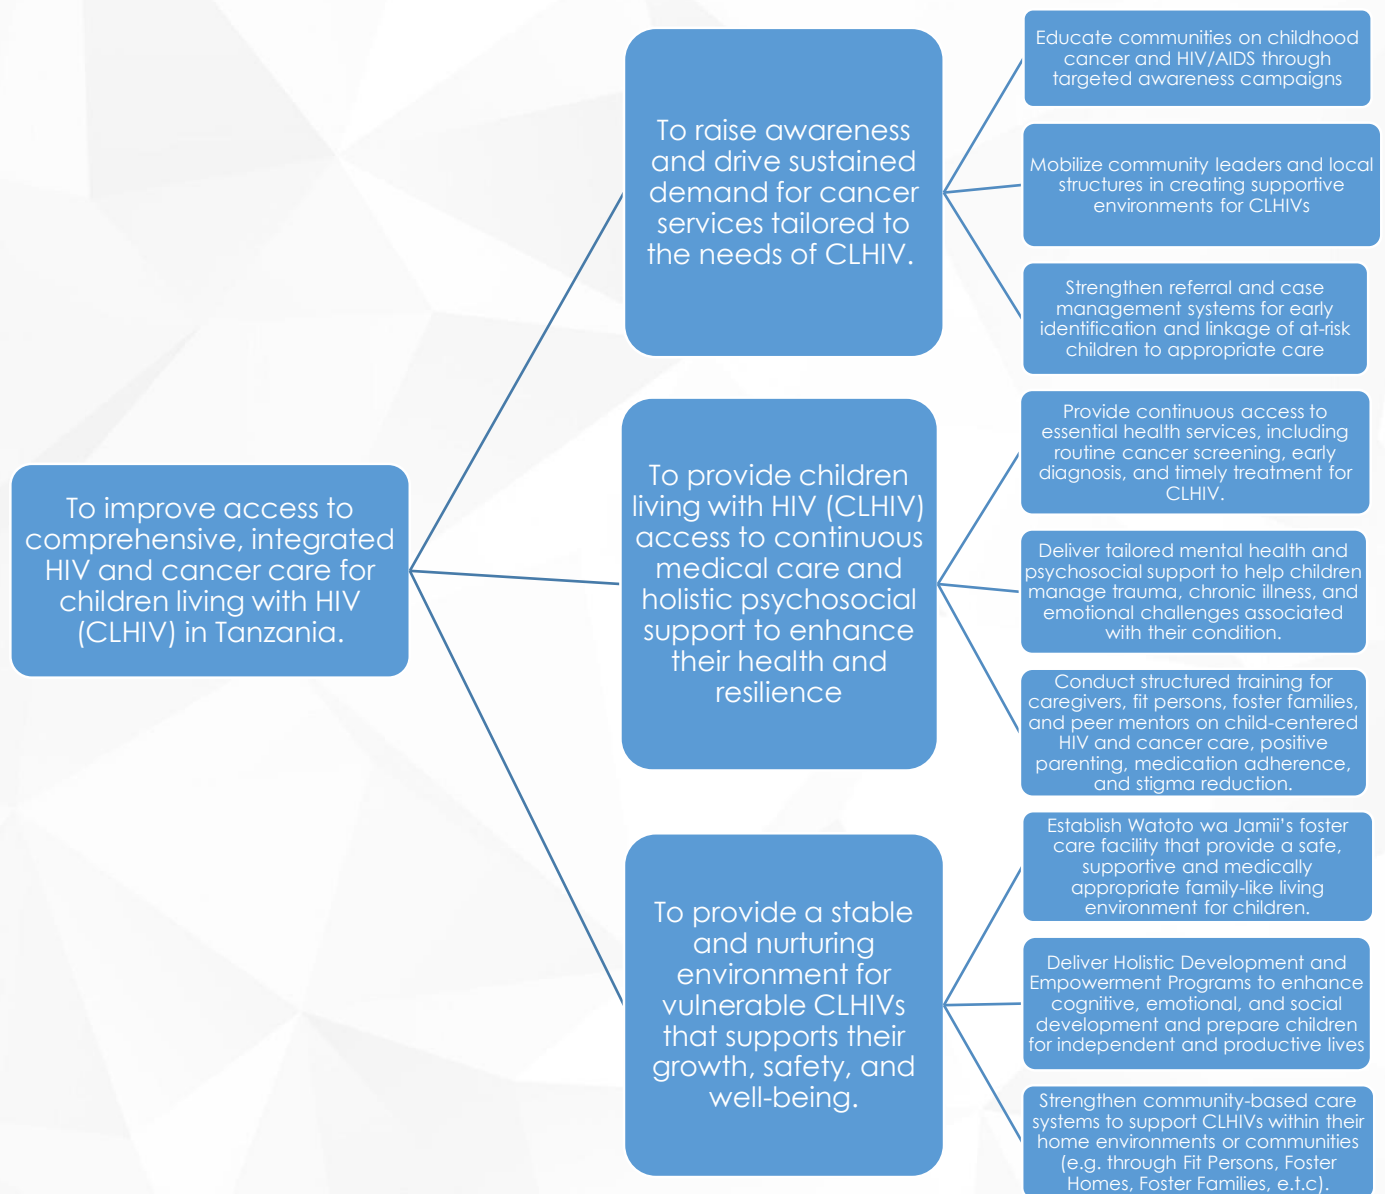 To improve access to
comprehensive, integrated
HIV and cancer care for
children living with HIV
(CLHIV) in Tanzania.
To raise awareness
and drive sustained
demand for cancer
services tailored to
the needs of CLHIV.
Educate communities on childhood
cancer and HIV/AIDS through
targeted awareness campaigns
Mobilize community leaders and local
structures in creating supportive
environments for CLHIVs
Strengthen referral and case
management systems for early
identification and linkage of at-risk
children to appropriate care
To provide children
living with HIV (CLHIV)
access to continuous
medical care and
holistic psychosocial
support to enhance
their health and
resilience
Provide continuous access to
essential health services, including
routine cancer screening, early
diagnosis, and timely treatment for
CLHIV.
Deliver tailored mental health and
psychosocial support to help children
manage trauma, chronic illness, and
emotional challenges associated
with their condition.
Conduct structured training for
caregivers, fit persons, foster families,
and peer mentors on child-centered
HIV and cancer care, positive
parenting, medication adherence,
and stigma reduction.
To provide a stable
and nurturing
environment for
vulnerable CLHIVs
that supports their
growth, safety, and
well-being.
Establish Watoto wa Jamii’s foster
care facility that provide a safe,
supportive and medically
appropriate family-like living
environment for children.
Deliver Holistic Development and
Empowerment Programs to enhance
cognitive, emotional, and social
development and prepare children
for independent and productive lives
Strengthen community-based care
systems to support CLHIVs within their
home environments or communities
(e.g. through Fit Persons, Foster
Homes, Foster Families, e.t.c).